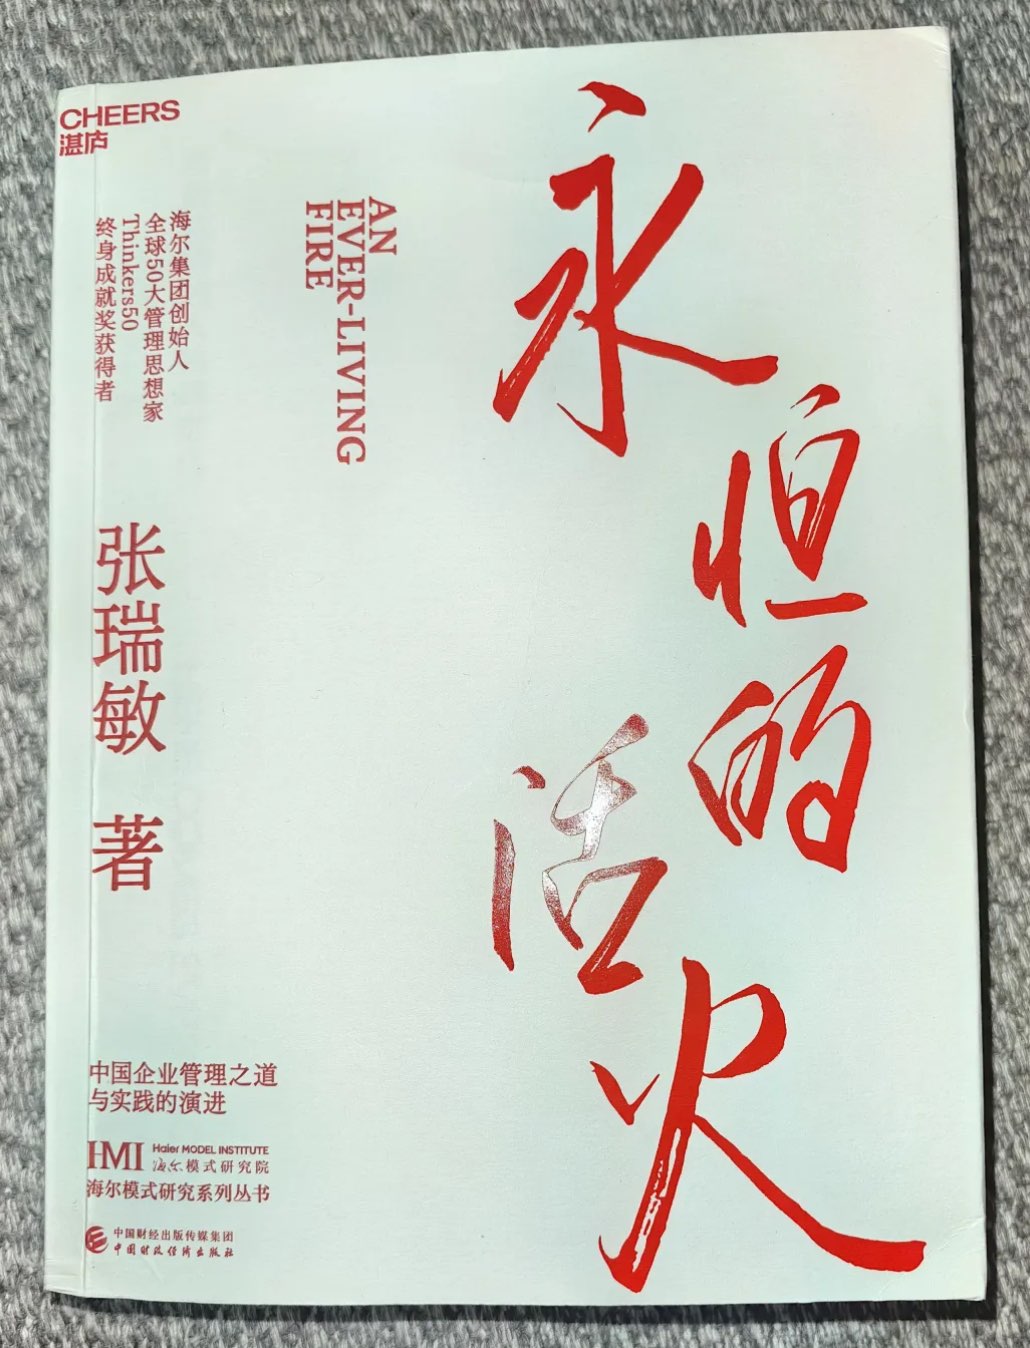 CHEERS
湛庐
永恒的活火
AN
EVER-LIVING
FIRE
海尔集团创始人
全球50大管理思想家
Thinkers50
终身成就奖获得者
张瑞敏 著
中国企业管理之道
与实践的演进
HMI Haier MODEL INSTITUTE
海尔模式研究院
海尔模式研究系列丛书
中国财经出版传媒集团
中国财政经济出版社